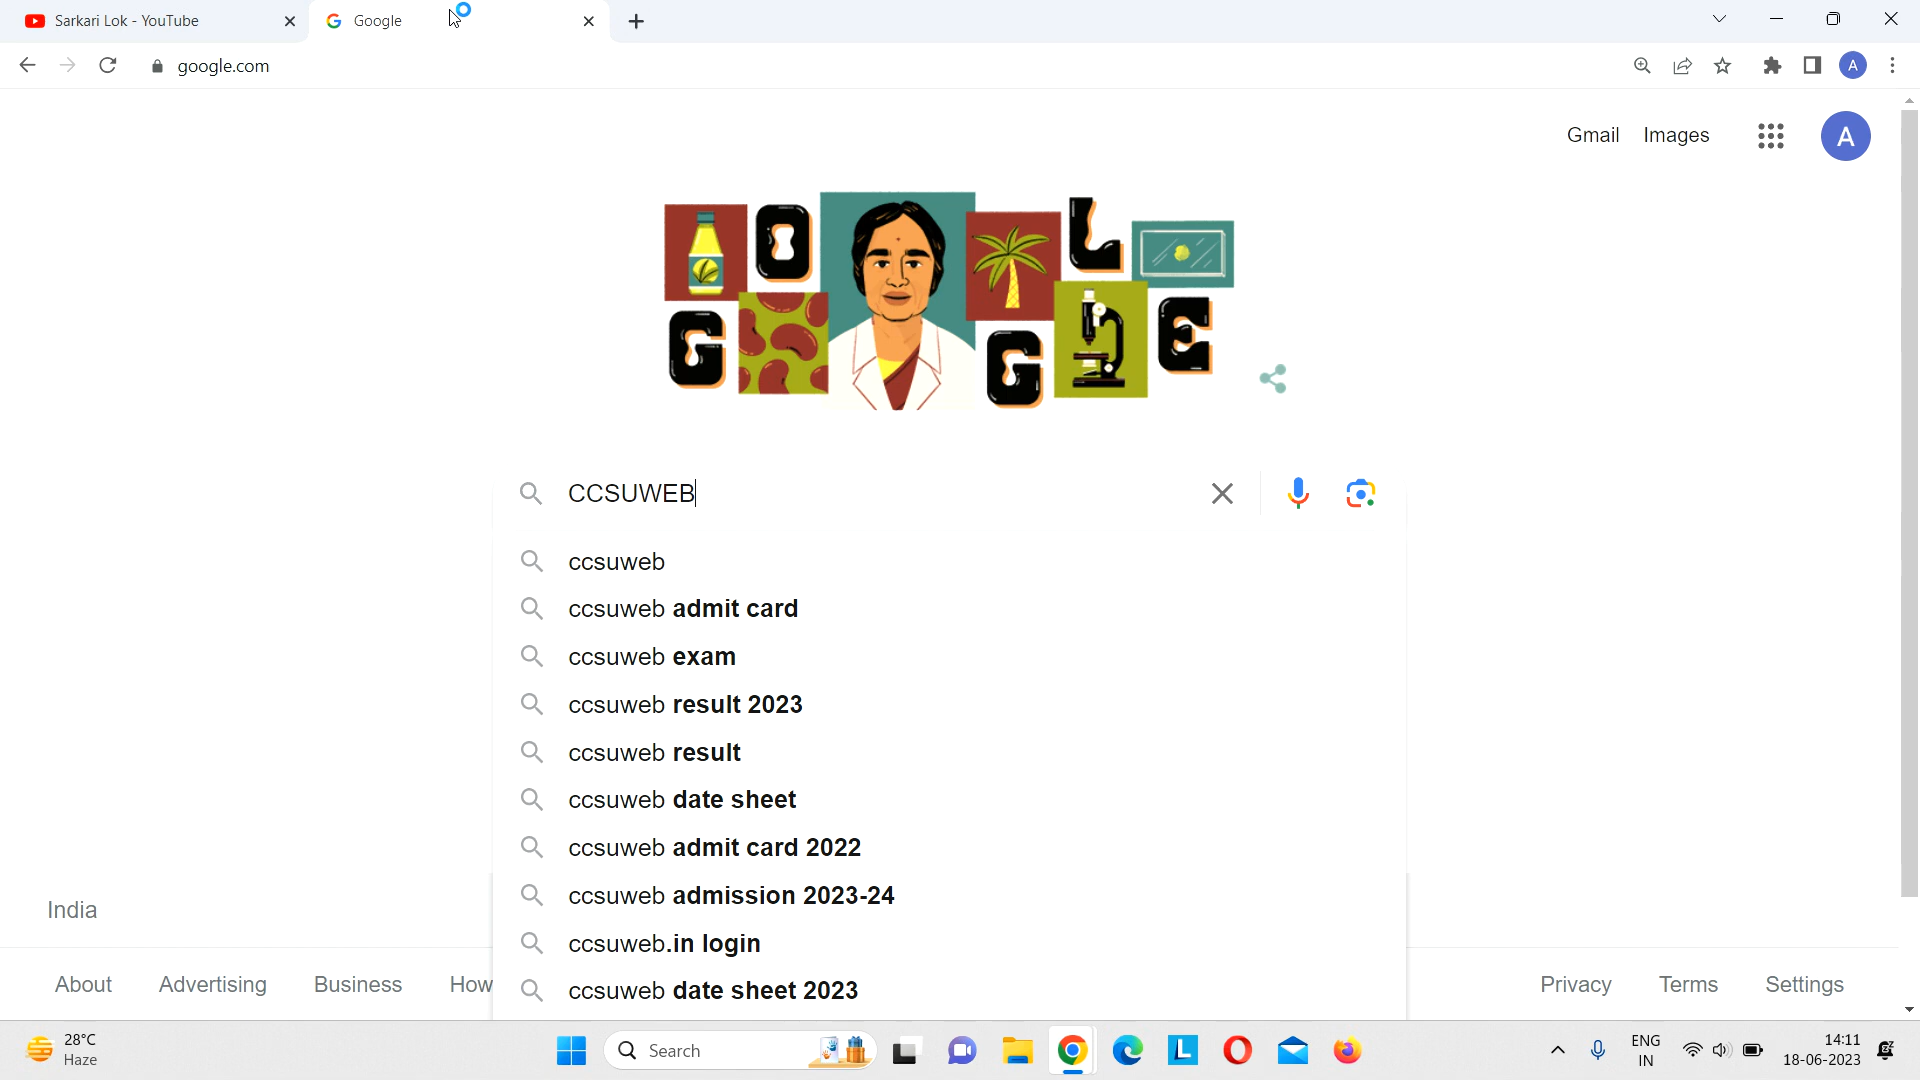 Sarkari Lok - YouTube
Google
google.com
A
Gmail
Images
A
GOOGLE
CCSUWEB
ccsuweb
ccsuweb admit card
ccsuweb exam
ccsuweb result 2023
ccsuweb result
ccsuweb date sheet
ccsuweb admit card 2022
ccsuweb admission 2023-24
ccsuweb.in login
ccsuweb date sheet 2023
India
About
Advertising
Business
How
Privacy
Terms
Settings
28°C
Haze
Search
L
ENG
IN
14:11
18-06-2023